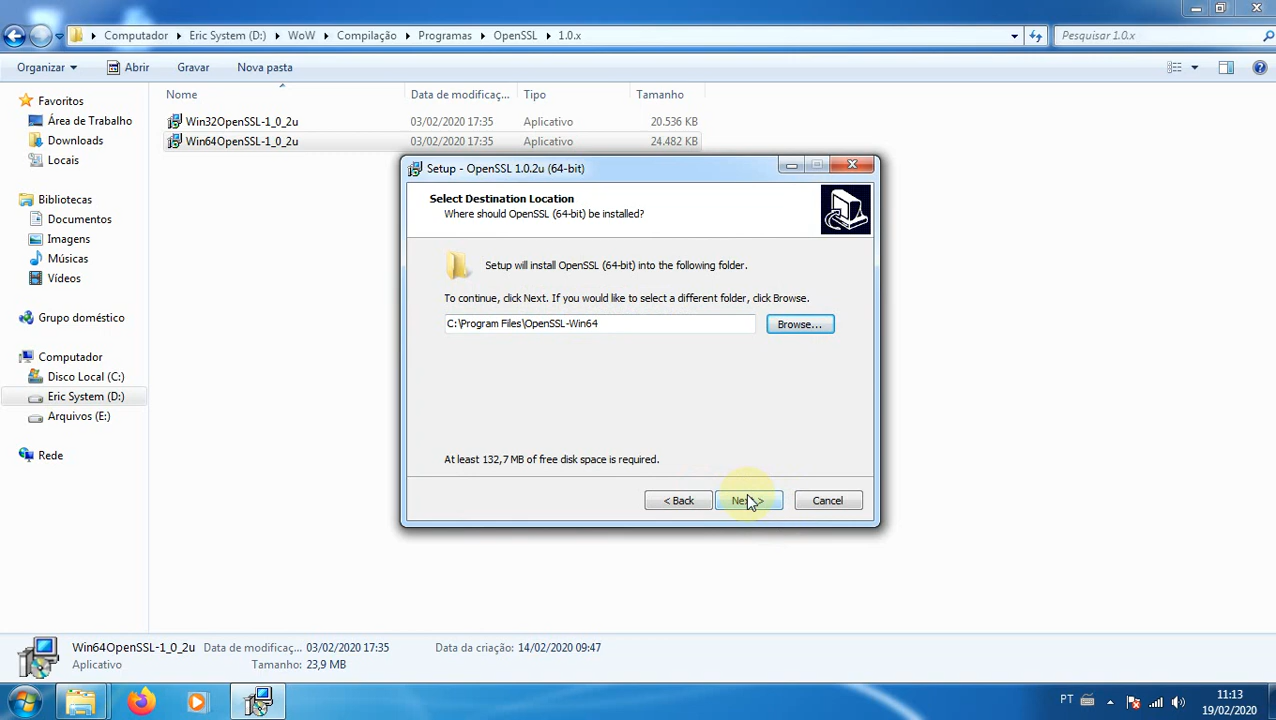 Computador Eric System (D:) WoW Compilação Programas OpenSSL 1.0.x
Pesquisar 1.0.x
Organizar Abrir Gravar Nova pasta
Nome Data de modificaç... Tipo Tamanho
Win32OpenSSL-1_0_2u 03/02/2020 17:35 Aplicativo 20.536 KB
Win64OpenSSL-1_0_2u 03/02/2020 17:35 Aplicativo 24.482 KB
Favoritos
Área de Trabalho
Downloads
Locais
Bibliotecas
Documentos
Imagens
Músicas
Vídeos
Grupo doméstico
Computador
Disco Local (C:)
Eric System (D:)
Arquivos (E:)
Rede
Setup - OpenSSL 1.0.2u (64-bit)
Select Destination Location
Where should OpenSSL (64-bit) be installed?
Setup will install OpenSSL (64-bit) into the following folder.
To continue, click Next. If you would like to select a different folder, click Browse.
C:\Program Files\OpenSSL-Win64 Browse...
At least 132,7 MB of free disk space is required.
< Back Next > Cancel
Win64OpenSSL-1_0_2u Data de modificaç... 03/02/2020 17:35 Data da criação: 14/02/2020 09:47
Aplicativo Tamanho: 23,9 MB
PT
11:13
19/02/2020